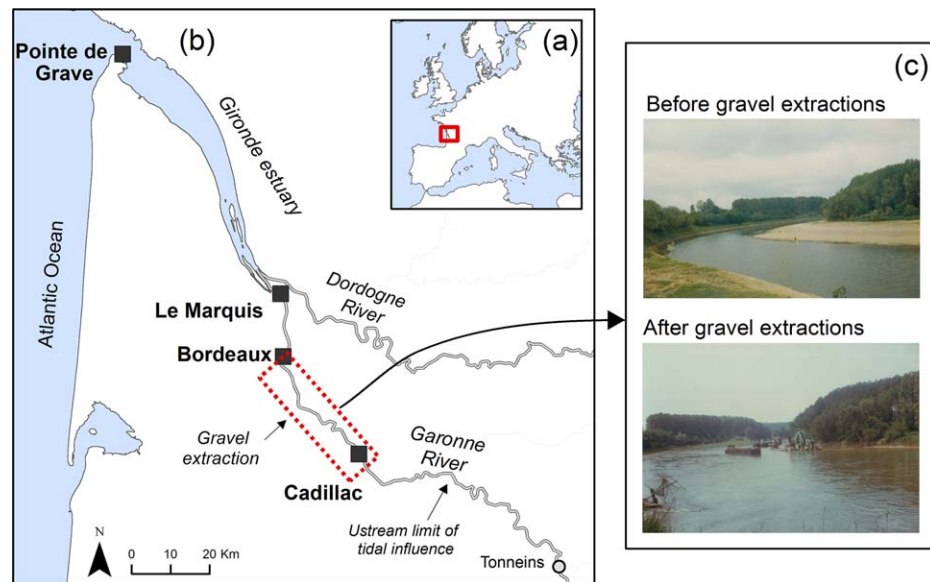 (b)
(a)
(c)
Pointe de
Grave
Gironde estuary
Atlantic Ocean
Le Marquis
Dordogne
River
Bordeaux
Gravel
extraction
Garonne
River
Cadillac
Ustream limit of
tidal influence
Tonneins
N
0 10 20 Km
Before gravel extractions
After gravel extractions